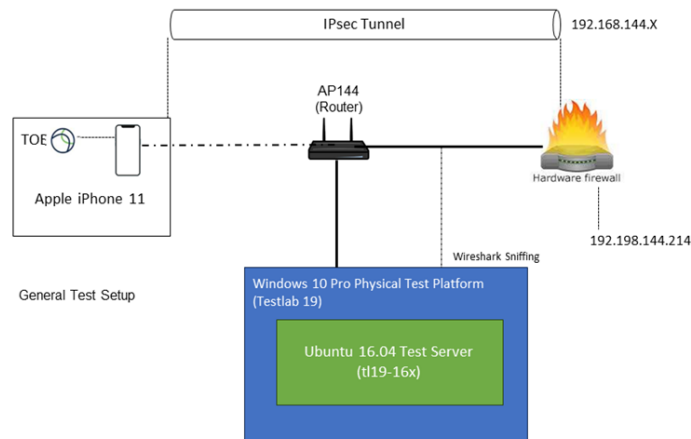 IPsec Tunnel
192.168.144.X
AP144
(Router)
TOE
Apple iPhone 11
Hardware firewall
192.198.144.214
Wireshark Sniffing
General Test Setup
Windows 10 Pro Physical Test Platform
(Testlab 19)
Ubuntu 16.04 Test Server
(tl19-16x)